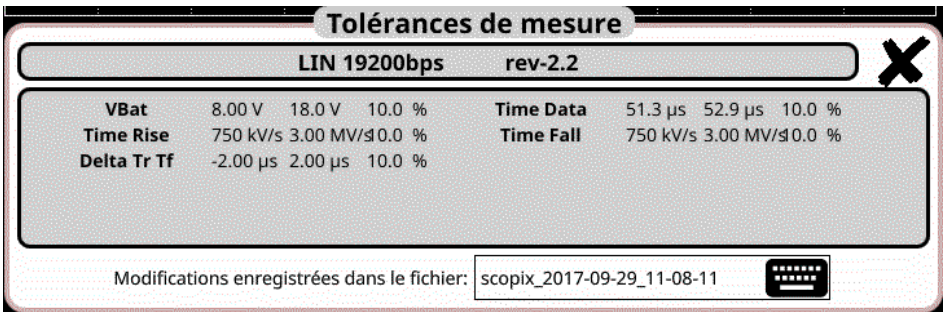 Tolérances de mesure
LIN 19200bps rev-2.2
VBat 8.00 V 18.0 V 10.0 % Time Data 51.3 µs 52.9 µs 10.0 %
Time Rise 750 kV/s 3.00 MV/s 10.0 % Time Fall 750 kV/s 3.00 MV/s 10.0 %
Delta Tr Tf -2.00 µs 2.00 µs 10.0 %
Modifications enregistrées dans le fichier: scopix_2017-09-29_11-08-11